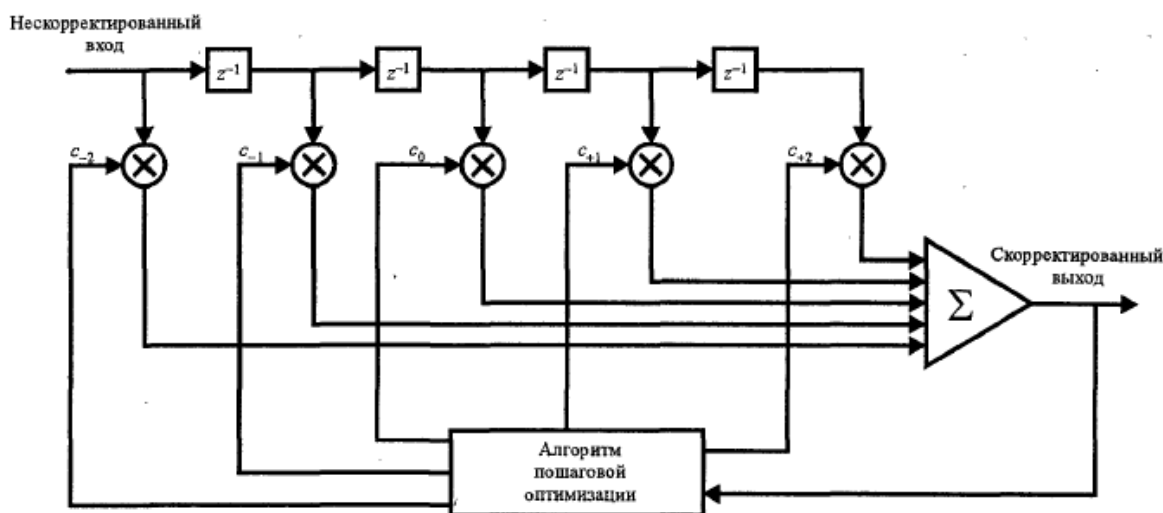 Нескорректированный
вход
z⁻¹
z⁻¹
z⁻¹
z⁻¹
c₋₂
c₋₁
c₀
c₊₁
c₊₂
Скорректированный
выход
Σ
Алгоритм
пошаговой
оптимизации